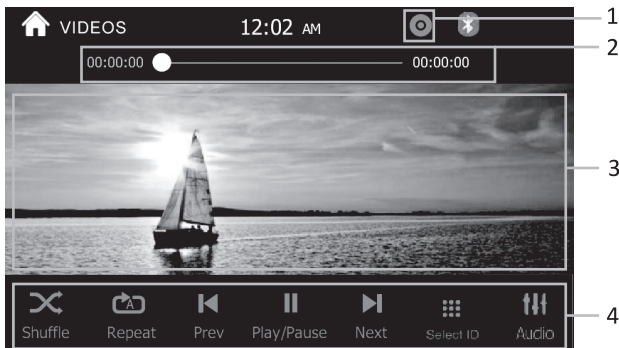 VIDEOS 12:02 AM
1
2
00:00:00 00:00:00
3
A
Shuffle Repeat Prev Play/Pause Next Select ID Audio
4